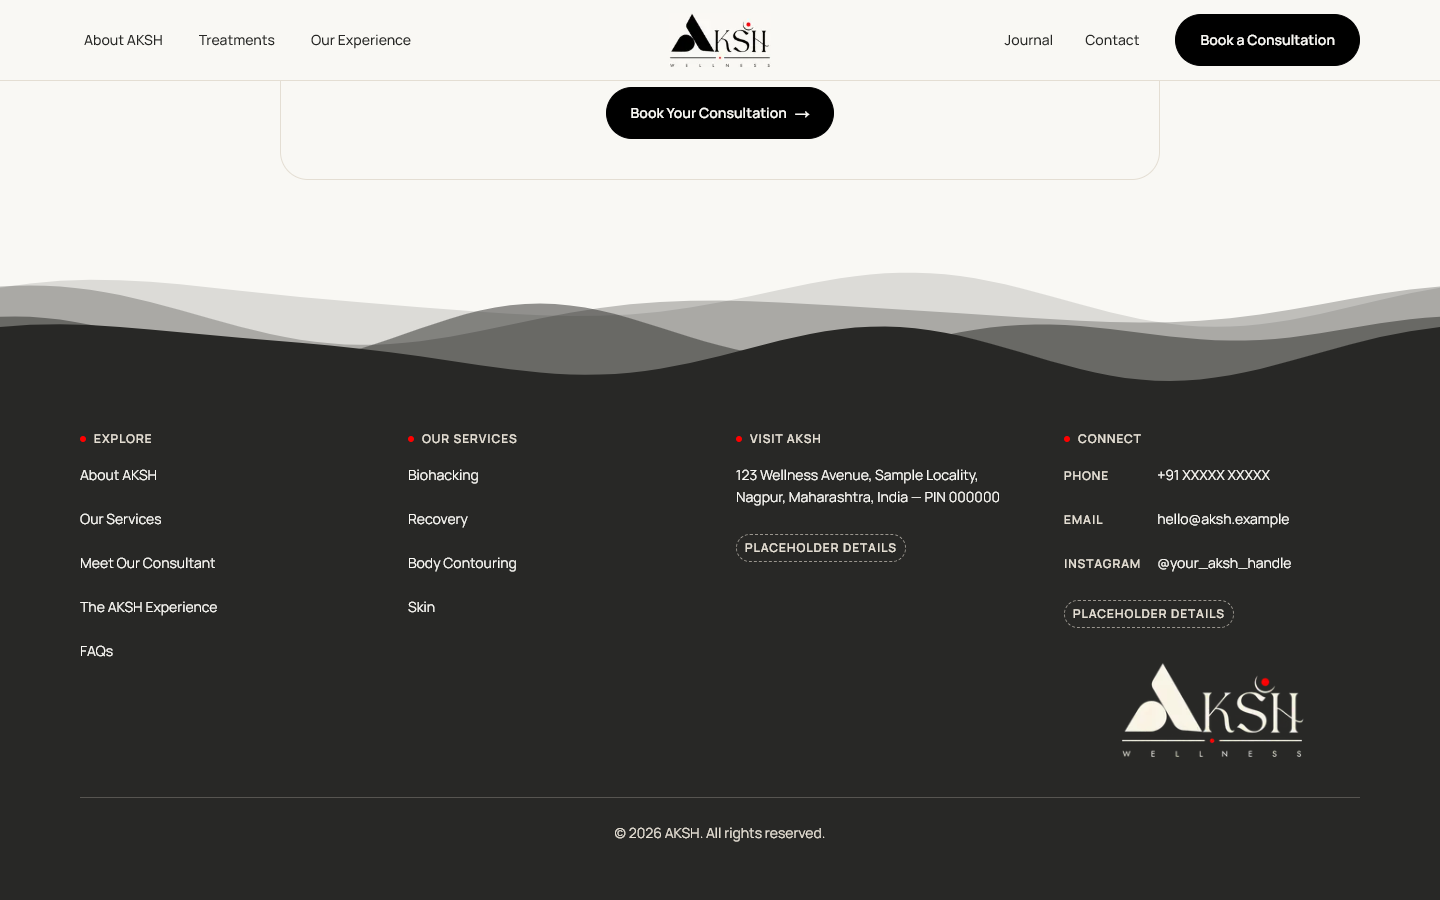 About AKSH
Treatments
Our Experience
AKSH
WELLNESS
Journal
Contact
Book a Consultation
Book Your Consultation →
EXPLORE
About AKSH
Our Services
Meet Our Consultant
The AKSH Experience
FAQs
OUR SERVICES
Biohacking
Recovery
Body Contouring
Skin
VISIT AKSH
123 Wellness Avenue, Sample Locality,
Nagpur, Maharashtra, India — PIN 000000
PLACEHOLDER DETAILS
CONNECT
PHONE +91 XXXXX XXXXX
EMAIL hello@aksh.example
INSTAGRAM @your_aksh_handle
PLACEHOLDER DETAILS
AKSH
WELLNESS
© 2026 AKSH. All rights reserved.